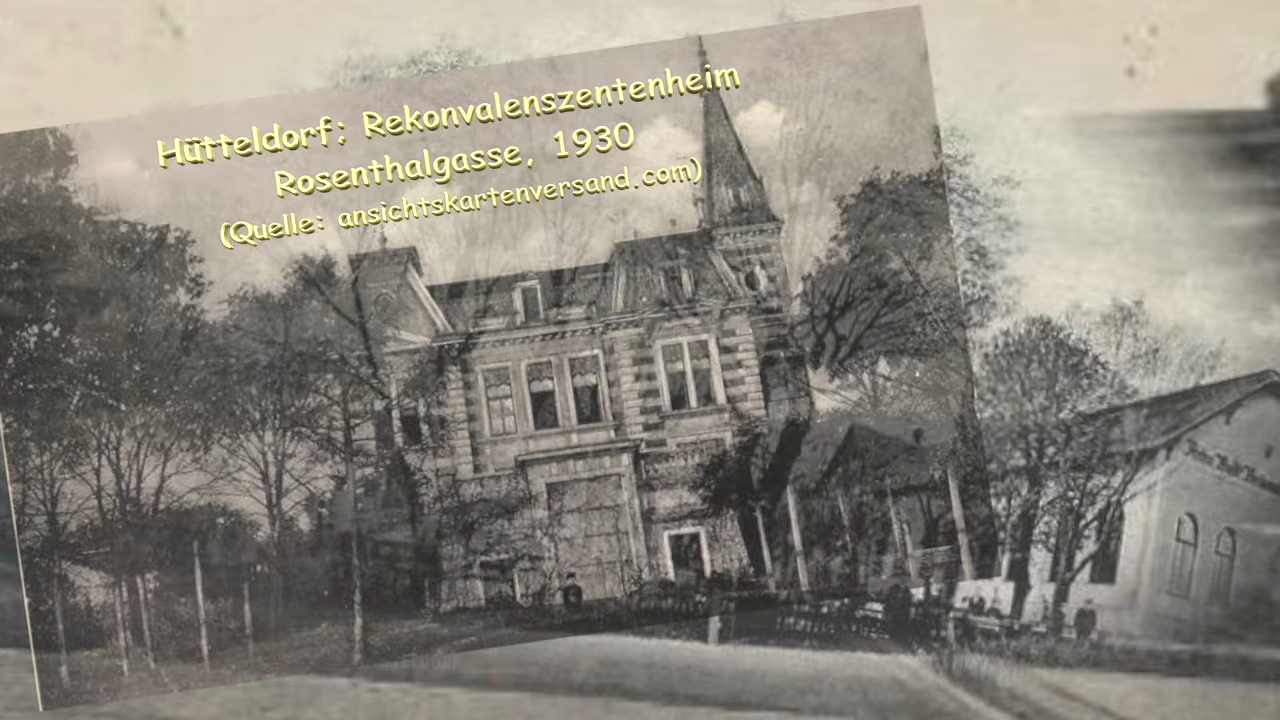 Hütteldorf: Rekonvalenszentenheim
Rosenthalgasse, 1930
(Quelle: ansichtskartenversand.com)